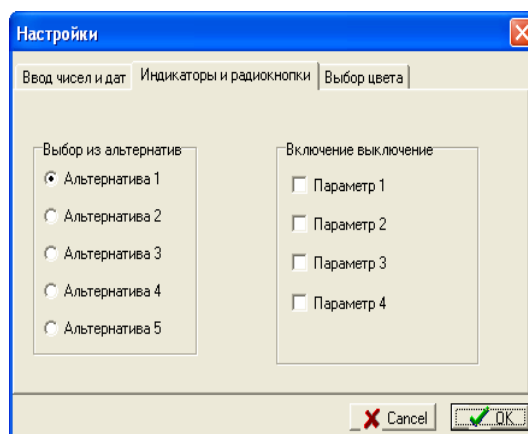 Настройки
Ввод чисел и дат Индикаторы и радиокнопки Выбор цвета
Выбор из альтернатив
Альтернатива 1
Альтернатива 2
Альтернатива 3
Альтернатива 4
Альтернатива 5
Включение выключение
Параметр 1
Параметр 2
Параметр 3
Параметр 4
Cancel OK